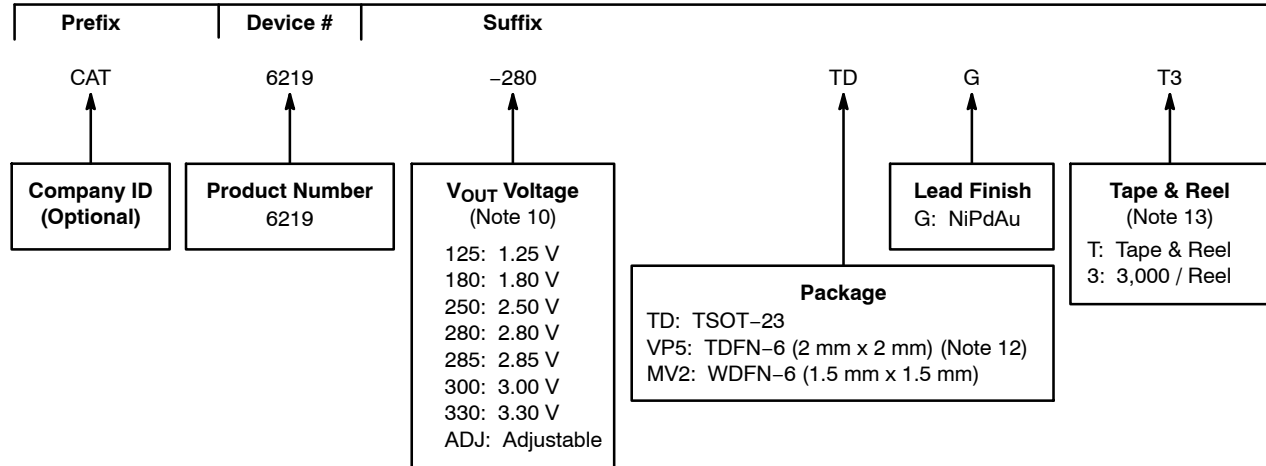 Prefix Device # Suffix
CAT 6219 −280 TD G T3
Company ID
(Optional)
Product Number
6219
VOUT Voltage
(Note 10)
125: 1.25 V
180: 1.80 V
250: 2.50 V
280: 2.80 V
285: 2.85 V
300: 3.00 V
330: 3.30 V
ADJ: Adjustable
Package
TD: TSOT−23
VP5: TDFN−6 (2 mm x 2 mm) (Note 12)
MV2: WDFN−6 (1.5 mm x 1.5 mm)
Lead Finish
G: NiPdAu
Tape & Reel
(Note 13)
T: Tape & Reel
3: 3,000 / Reel